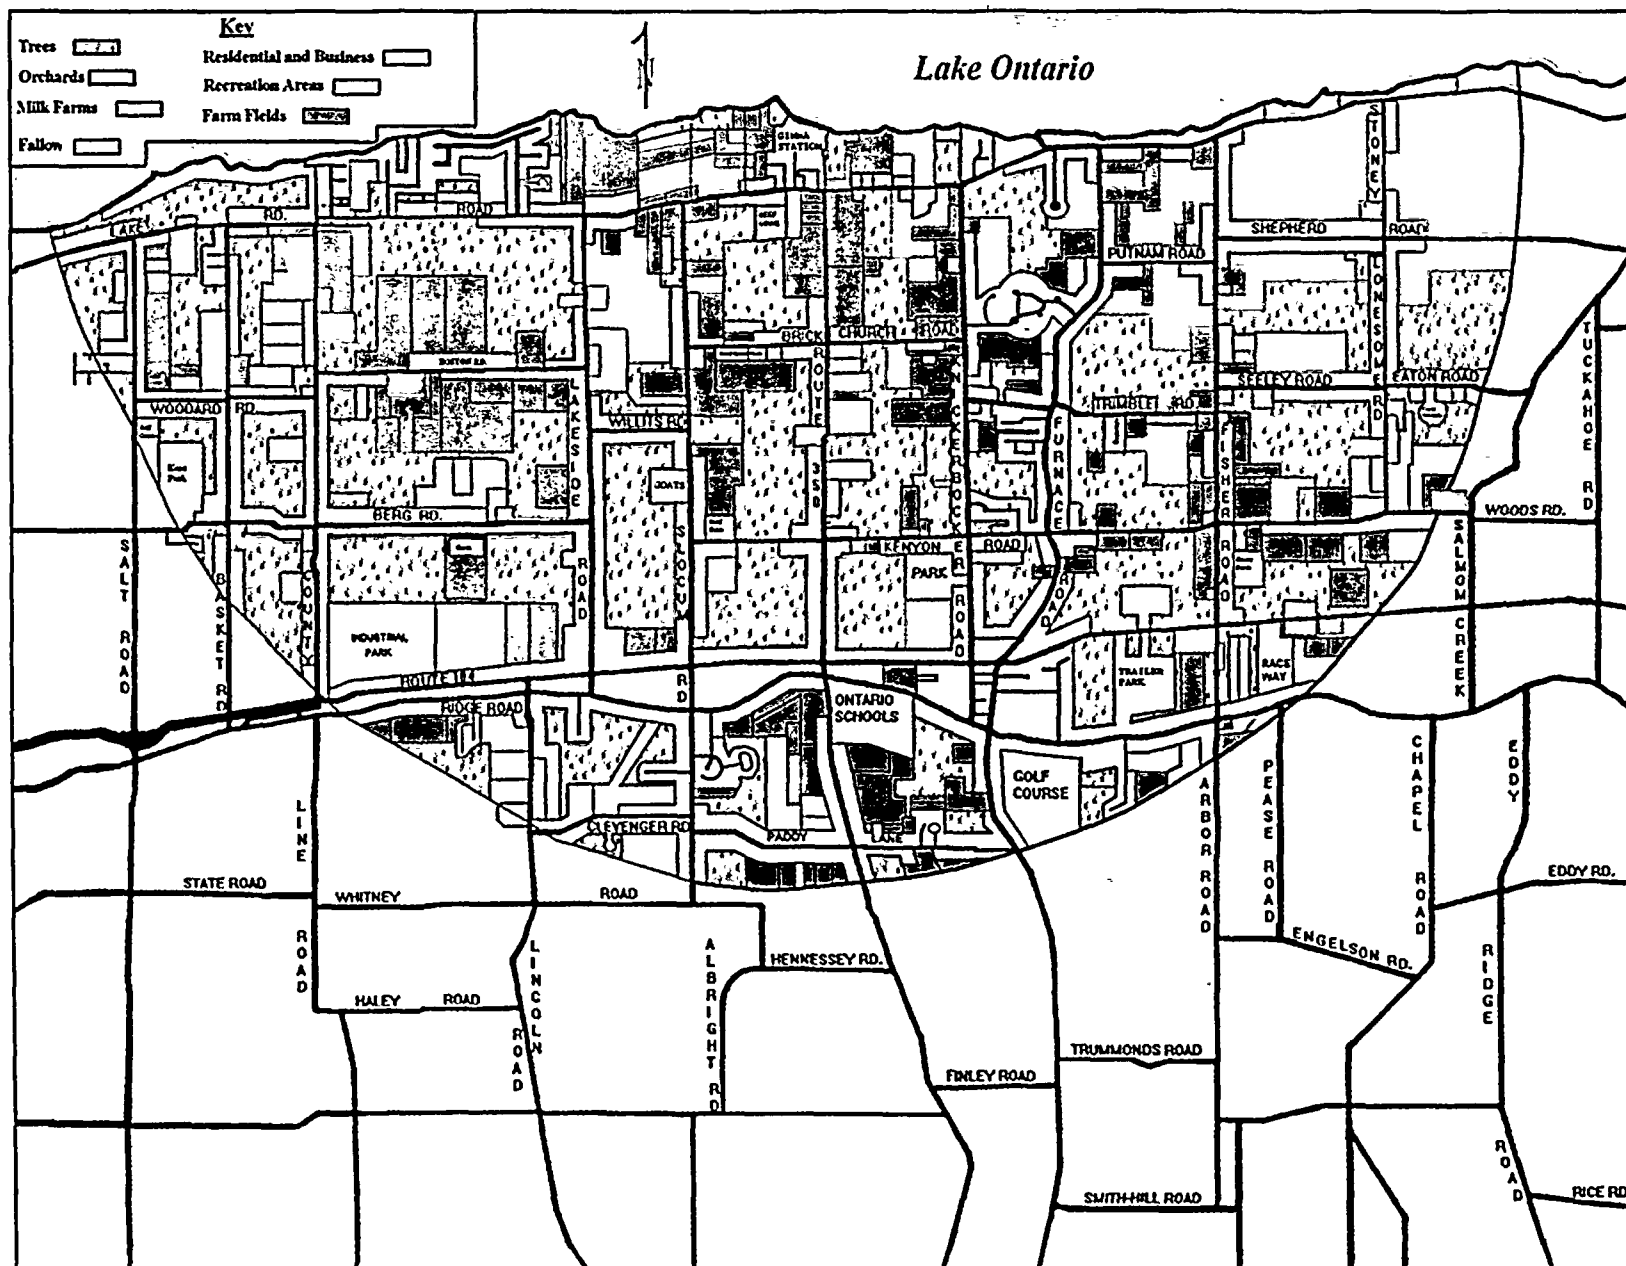 Key
Trees
Residential and Business
Orchards
Recreation Areas
Milk Farms
Farm Fields
Fallow
N
Lake Ontario
GINNA
STATION
STONEY
LAKE
RD.
ROAD
SHEPHERD
ROAD
PUTNAM ROAD
LONESOME RD
BRICK CHURCH ROAD
TUCKAHOE RD
SEELEY ROAD
EATON ROAD
WOODARD RD.
LAKESIDE
ROAD
WILLITS RD
ROUTE 350
TRIMBLE RD.
FURNACE
ROAD
FISHER
ROAD
GOATS
BERG RD.
SLOCUM
RD
KNICKERBOCKER
ROAD
WOODS RD.
KENYON
ROAD
PARK
SALT ROAD
BASKET RD
COUNTY
LINE
ROAD
SALMOM CREEK
INDUSTRIAL
PARK
ROUTE 104
RIDGE ROAD
TRAILER
PARK
RACE
WAY
ONTARIO
SCHOOLS
GOLF
COURSE
CLEVENGER RD
PADDY
LANE
ARBOR ROAD
PEASE ROAD
CHAPEL ROAD
EDDY
RIDGE
ROAD
STATE ROAD
WHITNEY
ROAD
EDDY RD.
ENGELSON RD.
HENNESSEY RD.
LINCOLN
ROAD
ALBRIGHT RD
HALEY
ROAD
TRUMMONDS ROAD
FINLEY ROAD
SMITH-HILL ROAD
RICE RD